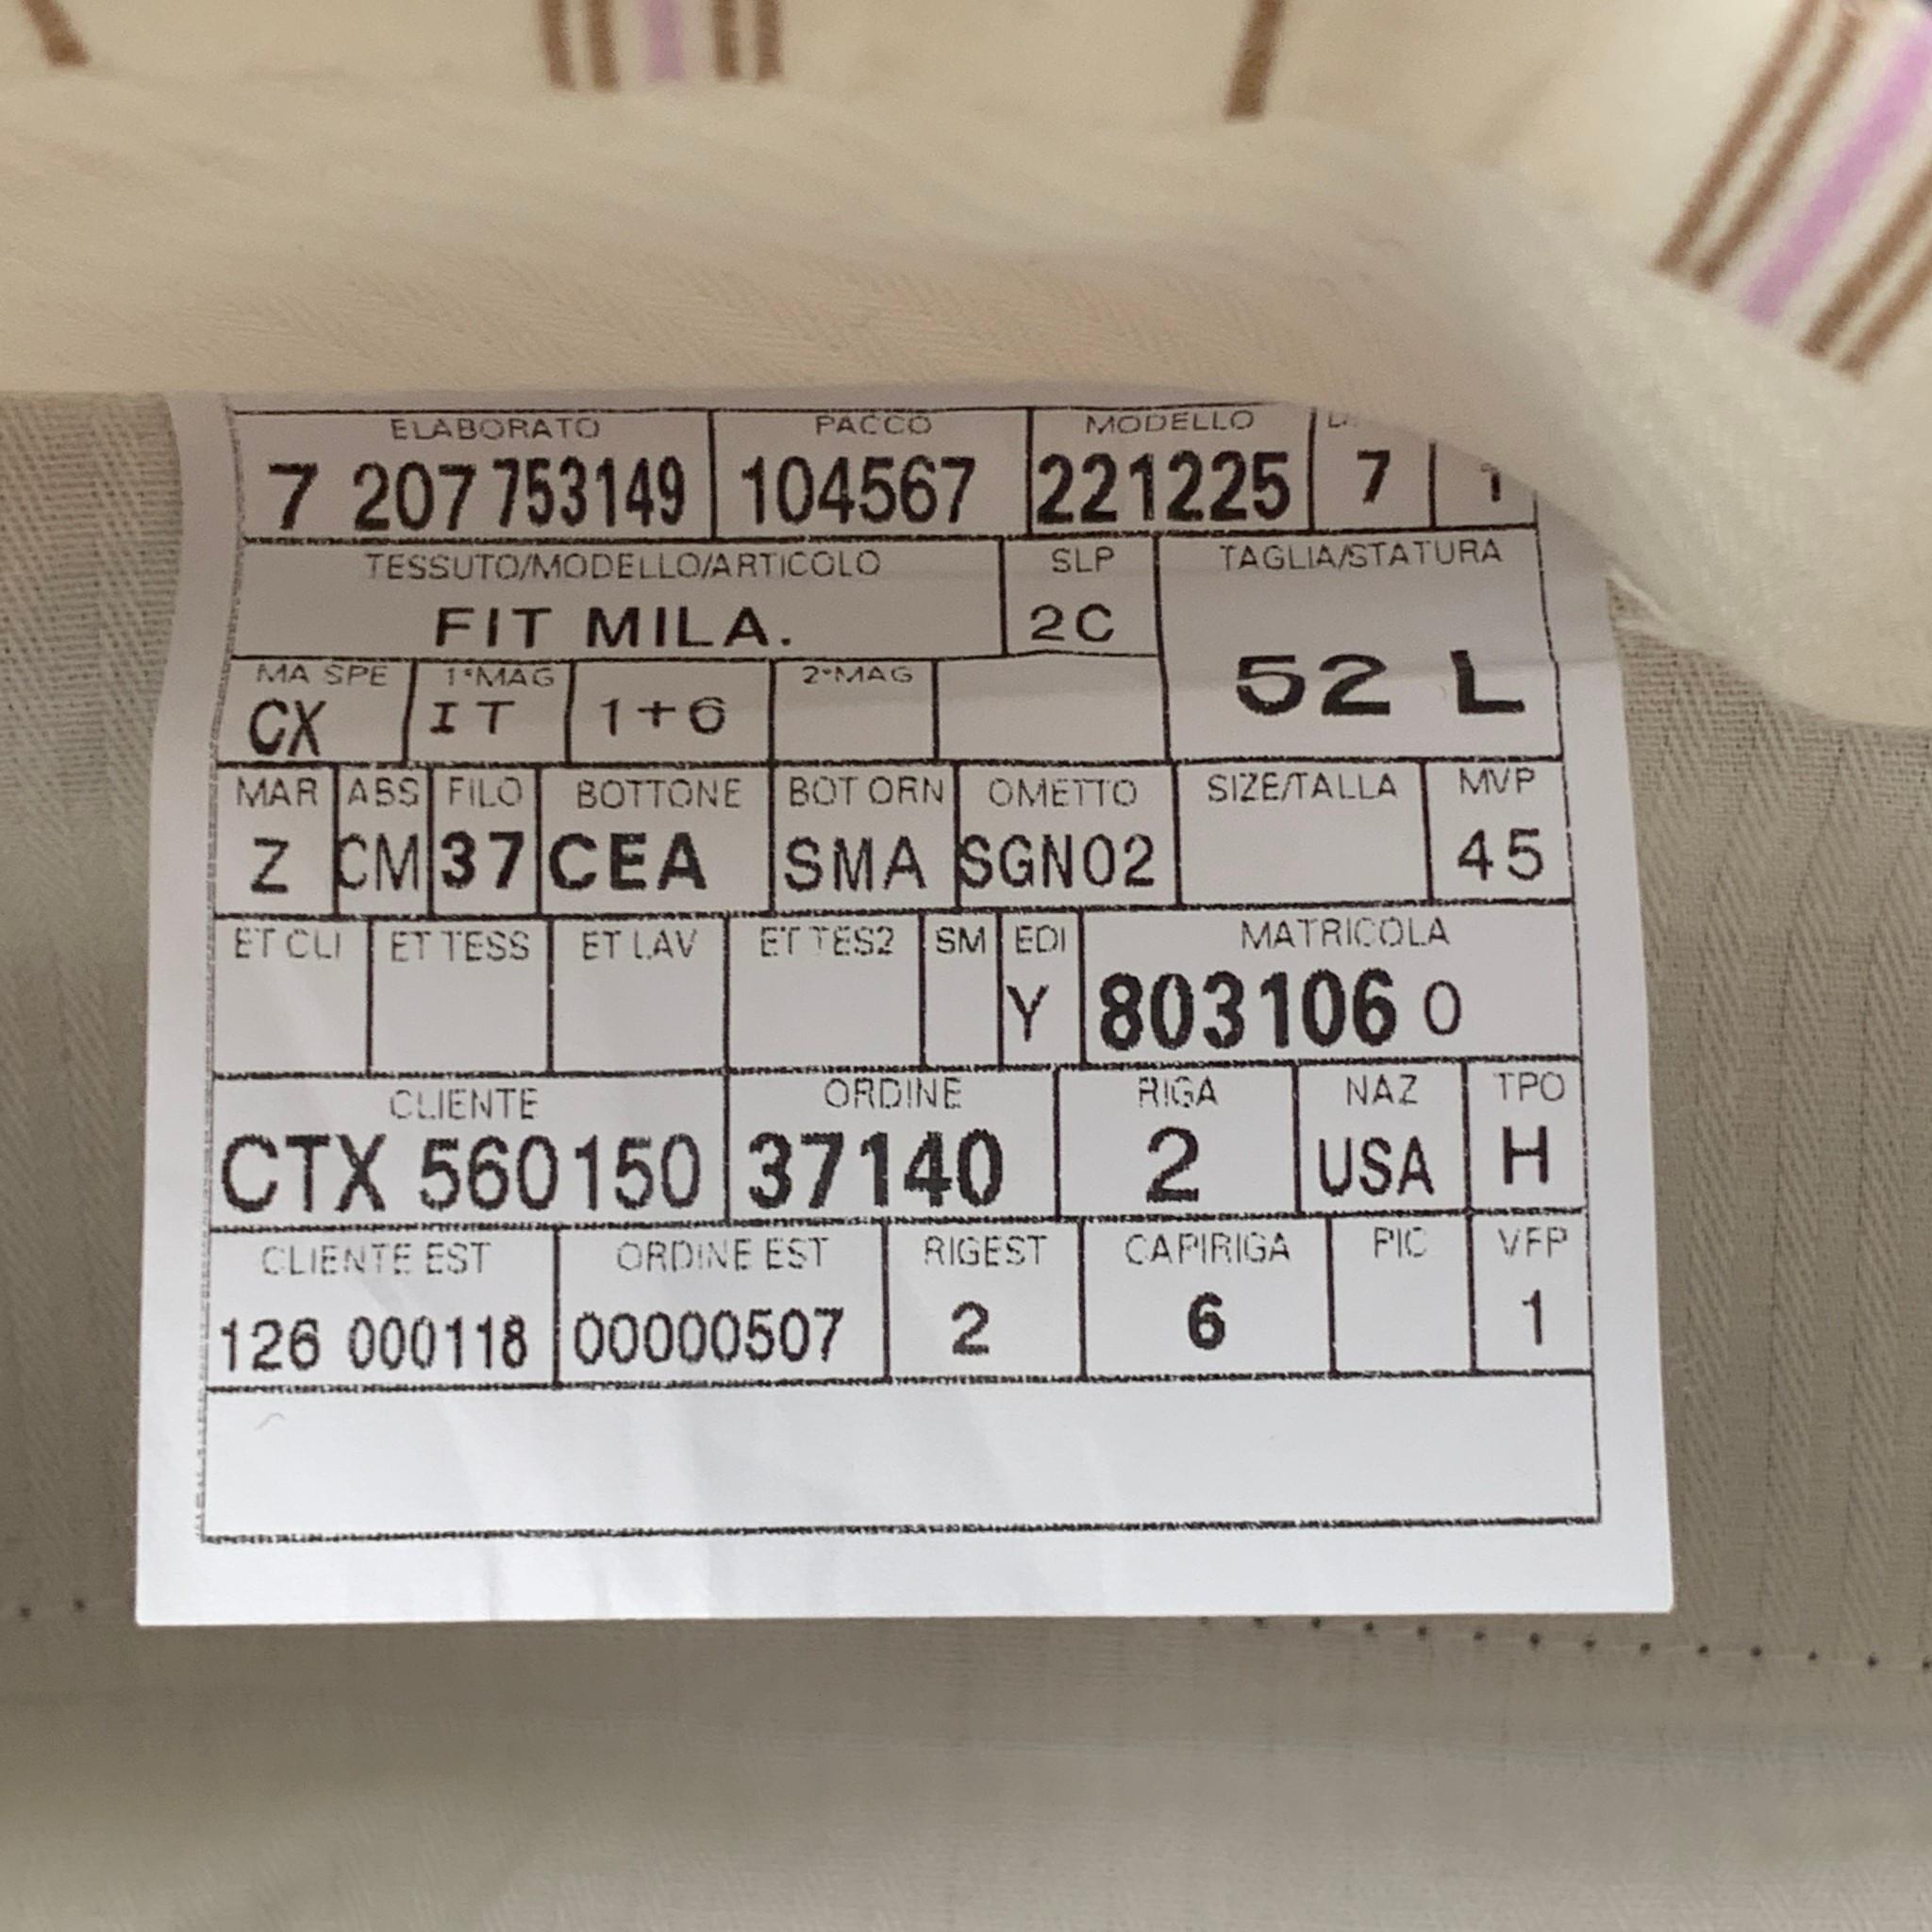 ELABORATO PACCO MODELLO
7 207 753149 104567 221225 7 1
TESSUTO/MODELLO/ARTICOLO SLP TAGLIA/STATURA
FIT MILA. 2C 52 L
MA SPE 1°MAG 2°MAG
CX IT 1+6
MAR ABS FILO BOTTONE BOT ORN OMETTO SIZE/TALLA MVP
Z CM 37 CEA SMA SGN02 45
ET CLI ET TESS ET LAV ET TES2 SM EDI MATRICOLA
Y 803106 0
CLIENTE ORDINE RIGA NAZ TPO
CTX 560150 37140 2 USA H
CLIENTE EST ORDINE EST RIGEST CAPIRIGA PIC VFP
126 000118 00000507 2 6 1